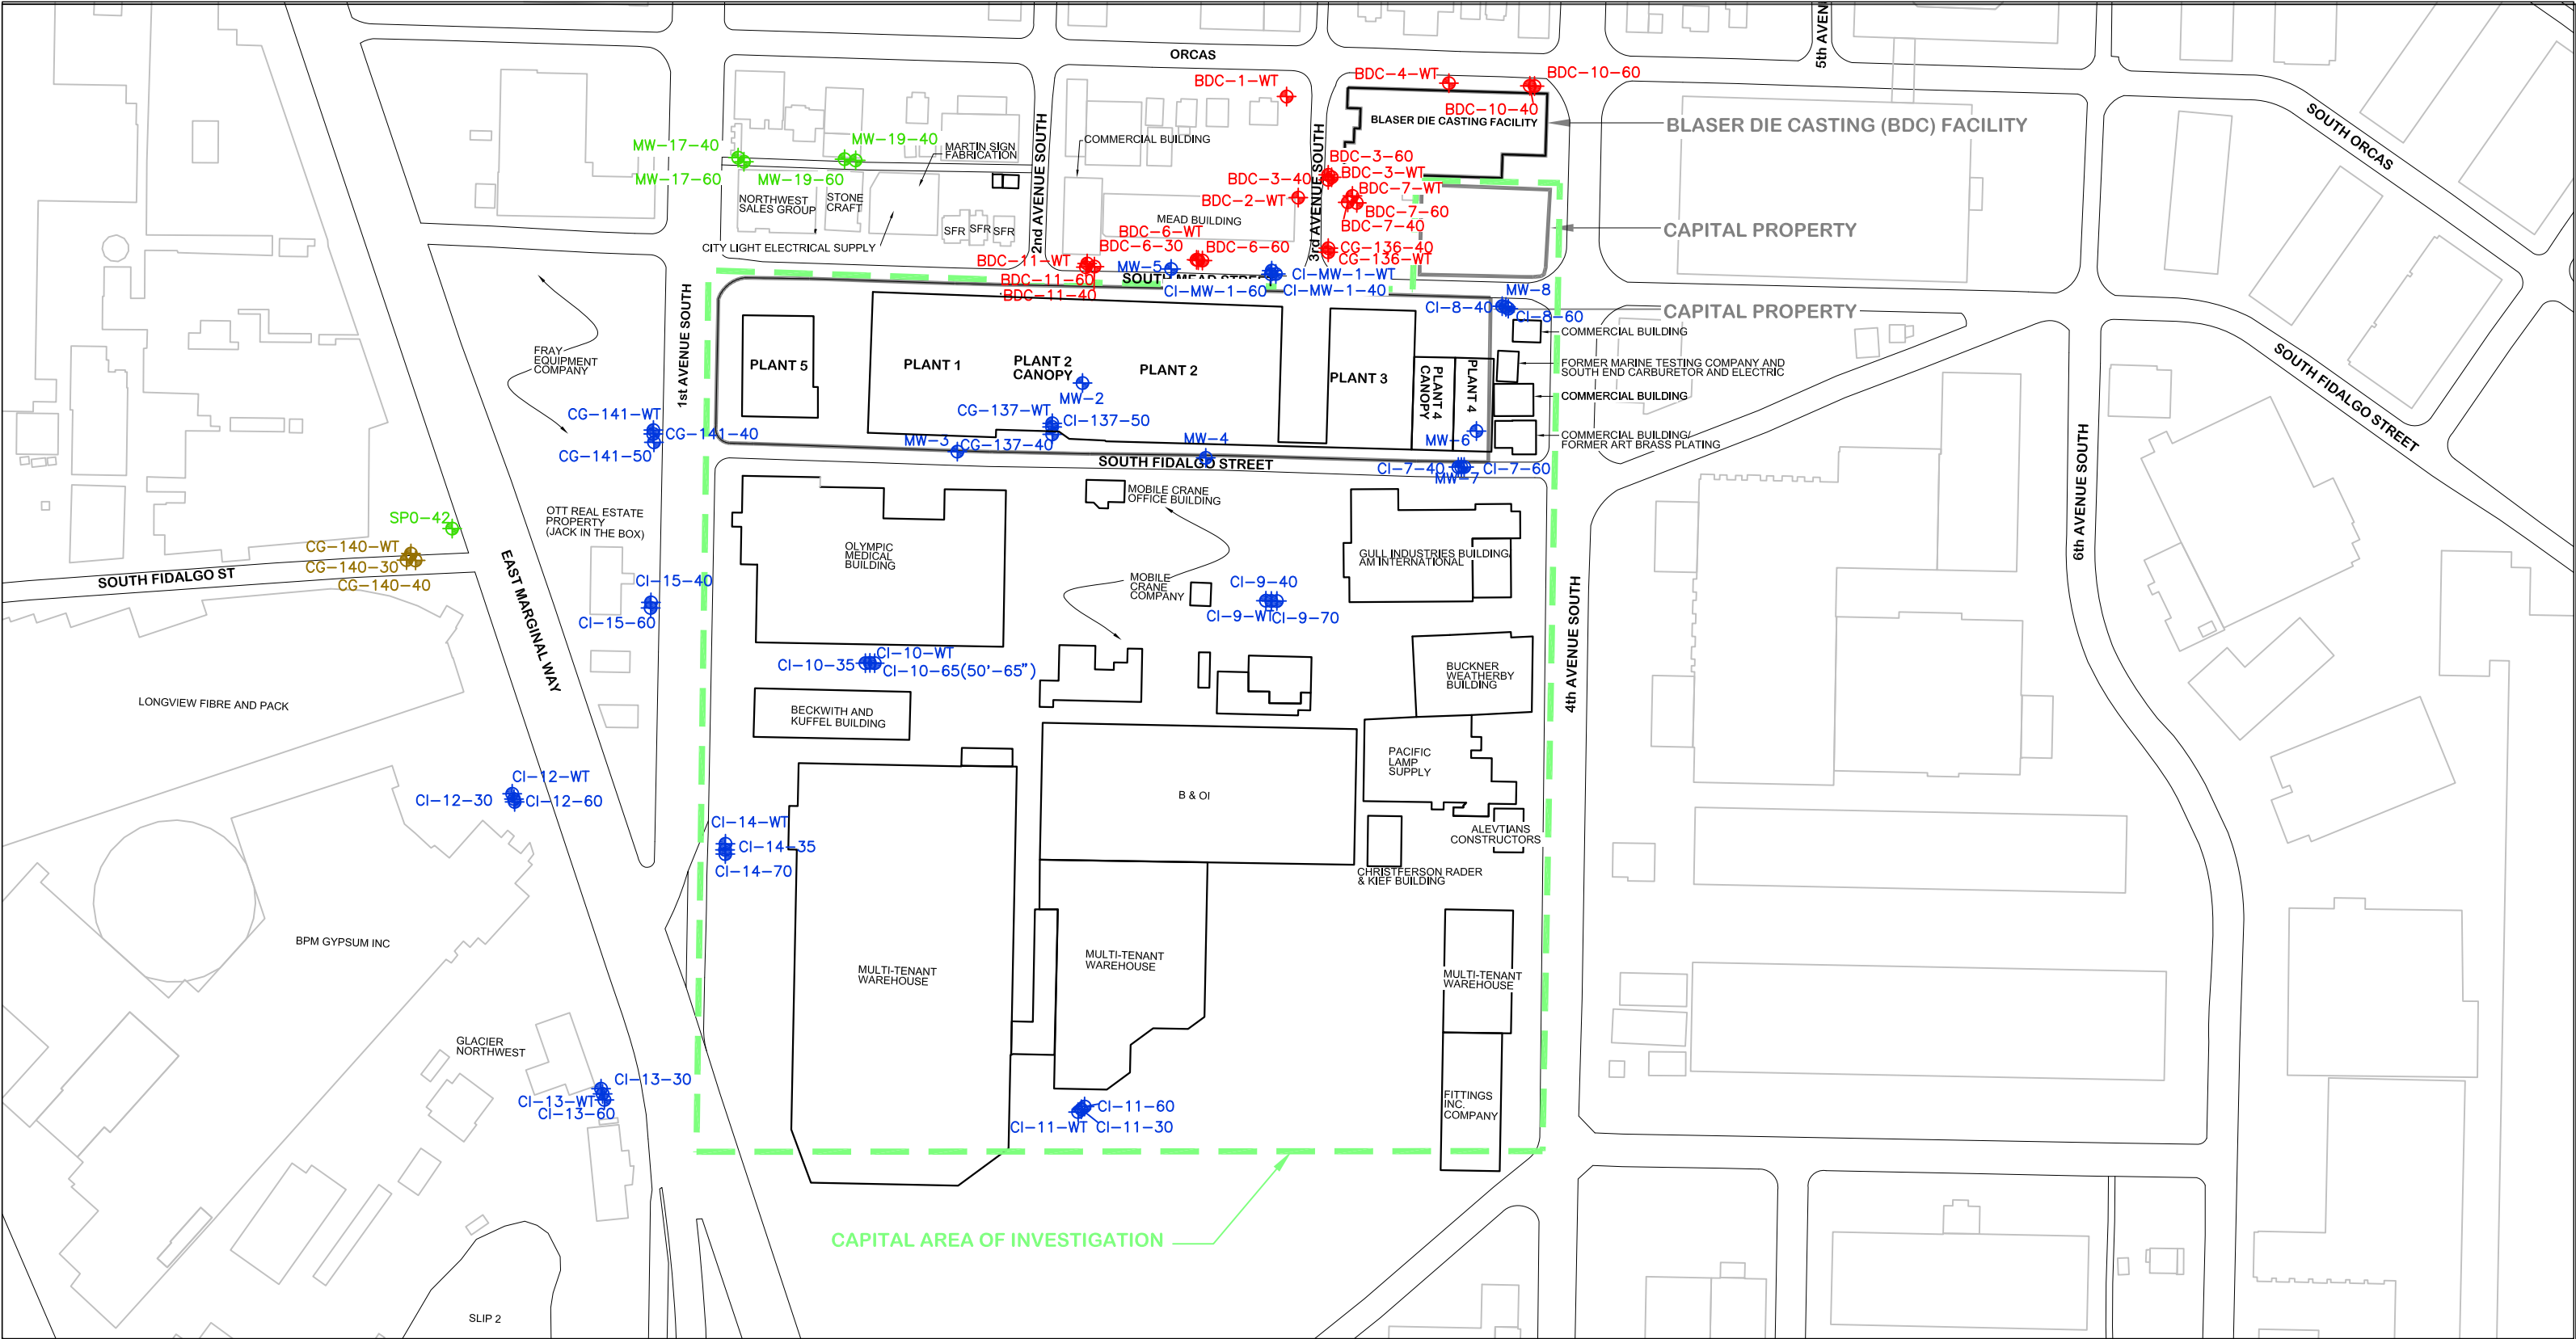 ORCAS
5th AVEN
BDC-1-WT
BDC-4-WT
BDC-10-60
BDC-10-40
BLASER DIE CASTING FACILITY
BLASER DIE CASTING (BDC) FACILITY
SOUTH ORCAS
MW-17-40
MW-19-40
MARTIN SIGN
FABRICATION
2nd AVENUE SOUTH
COMMERCIAL BUILDING
3rd AVENUE SOUTH
MW-17-60
MW-19-60
BDC-3-60
BDC-3-40
BDC-3-WT
BDC-7-WT
BDC-2-WT
BDC-7-60
BDC-7-40
NORTHWEST
SALES GROUP
STONE
CRAFT
MEAD BUILDING
SFR
SFR
SFR
CITY LIGHT ELECTRICAL SUPPLY
BDC-6-WT
BDC-6-30
BDC-6-60
CG-136-40
CG-136-WT
CAPITAL PROPERTY
BDC-11-WT
BDC-11-60
BDC-11-40
MW-5
SOUTH MEAD STREET
CI-MW-1-WT
CI-MW-1-60
CI-MW-1-40
MW-8
CI-8-40
CI-8-60
CAPITAL PROPERTY
COMMERCIAL BUILDING
FORMER MARINE TESTING COMPANY AND
SOUTH END CARBURETOR AND ELECTRIC
COMMERCIAL BUILDING
COMMERCIAL BUILDING/
FORMER ART BRASS PLATING
1st AVENUE SOUTH
FRAY
EQUIPMENT
COMPANY
PLANT 5
PLANT 1
PLANT 2
CANOPY
PLANT 2
PLANT 3
PLANT 4
CANOPY
PLANT 4
MW-2
CG-137-WT
CI-137-50
CG-137-40
MW-3
MW-4
MW-6
CG-141-WT
CG-141-40
CG-141-50
SOUTH FIDALGO STREET
CI-7-40
CI-7-60
MW-7
SOUTH FIDALGO STREET
6th AVENUE SOUTH
SPO-42
OTT REAL ESTATE
PROPERTY
(JACK IN THE BOX)
MOBILE CRANE
OFFICE BUILDING
OLYMPIC
MEDICAL
BUILDING
GULL INDUSTRIES BUILDING/
AM INTERNATIONAL
CG-140-WT
CG-140-30
CG-140-40
SOUTH FIDALGO ST
EAST MARGINAL WAY
CI-15-40
CI-15-60
MOBILE
CRANE
COMPANY
CI-9-40
CI-9-WT
CI-9-70
4th AVENUE SOUTH
CI-10-WT
CI-10-35
CI-10-65(50'-65")
BUCKNER
WEATHERBY
BUILDING
LONGVIEW FIBRE AND PACK
BECKWITH AND
KUFFEL BUILDING
PACIFIC
LAMP
SUPPLY
B & OI
CI-12-WT
CI-12-30
CI-12-60
CI-14-WT
CI-14-35
CI-14-70
ALEVTIANS
CONSTRUCTORS
CHRISTFERSON RADER
& KIEF BUILDING
BPM GYPSUM INC
MULTI-TENANT
WAREHOUSE
MULTI-TENANT
WAREHOUSE
MULTI-TENANT
WAREHOUSE
GLACIER
NORTHWEST
CI-13-30
CI-13-WT
CI-13-60
CI-11-60
CI-11-WT
CI-11-30
FITTINGS
INC.
COMPANY
CAPITAL AREA OF INVESTIGATION
SLIP 2